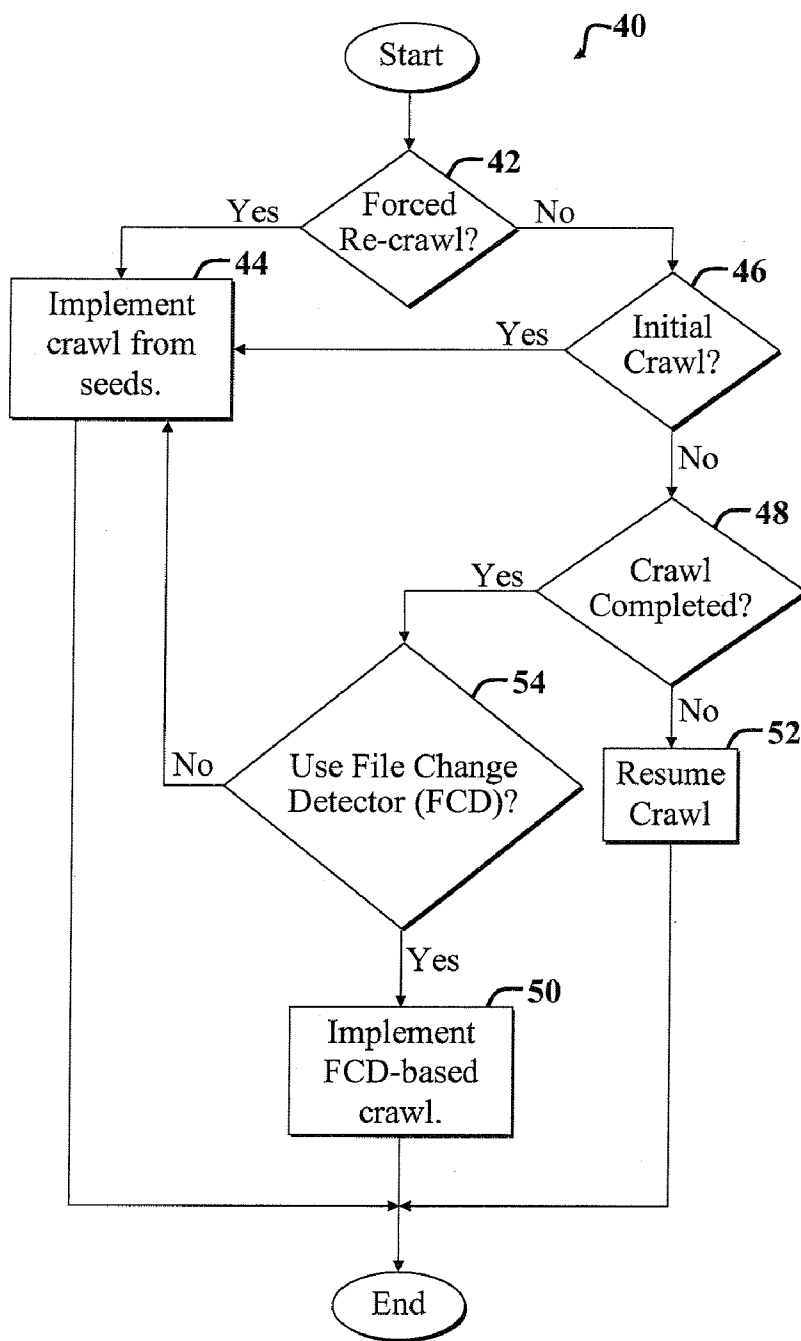 40
Start
42
Forced
Re-crawl?
Yes
No
44
Implement
crawl from
seeds.
46
Initial
Crawl?
Yes
No
48
Crawl
Completed?
Yes
No
54
Use File Change
Detector (FCD)?
No
Yes
52
Resume
Crawl
50
Implement
FCD-based
crawl.
End